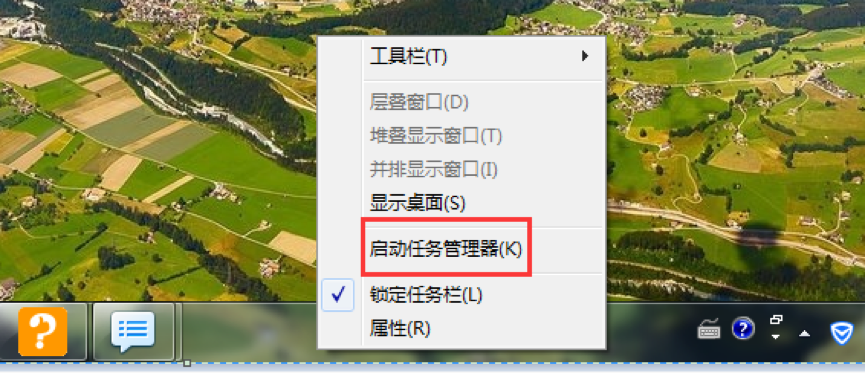 工具栏(T)
层叠窗口(D)
堆叠显示窗口(T)
并排显示窗口(I)
显示桌面(S)
启动任务管理器(K)
锁定任务栏(L)
属性(R)